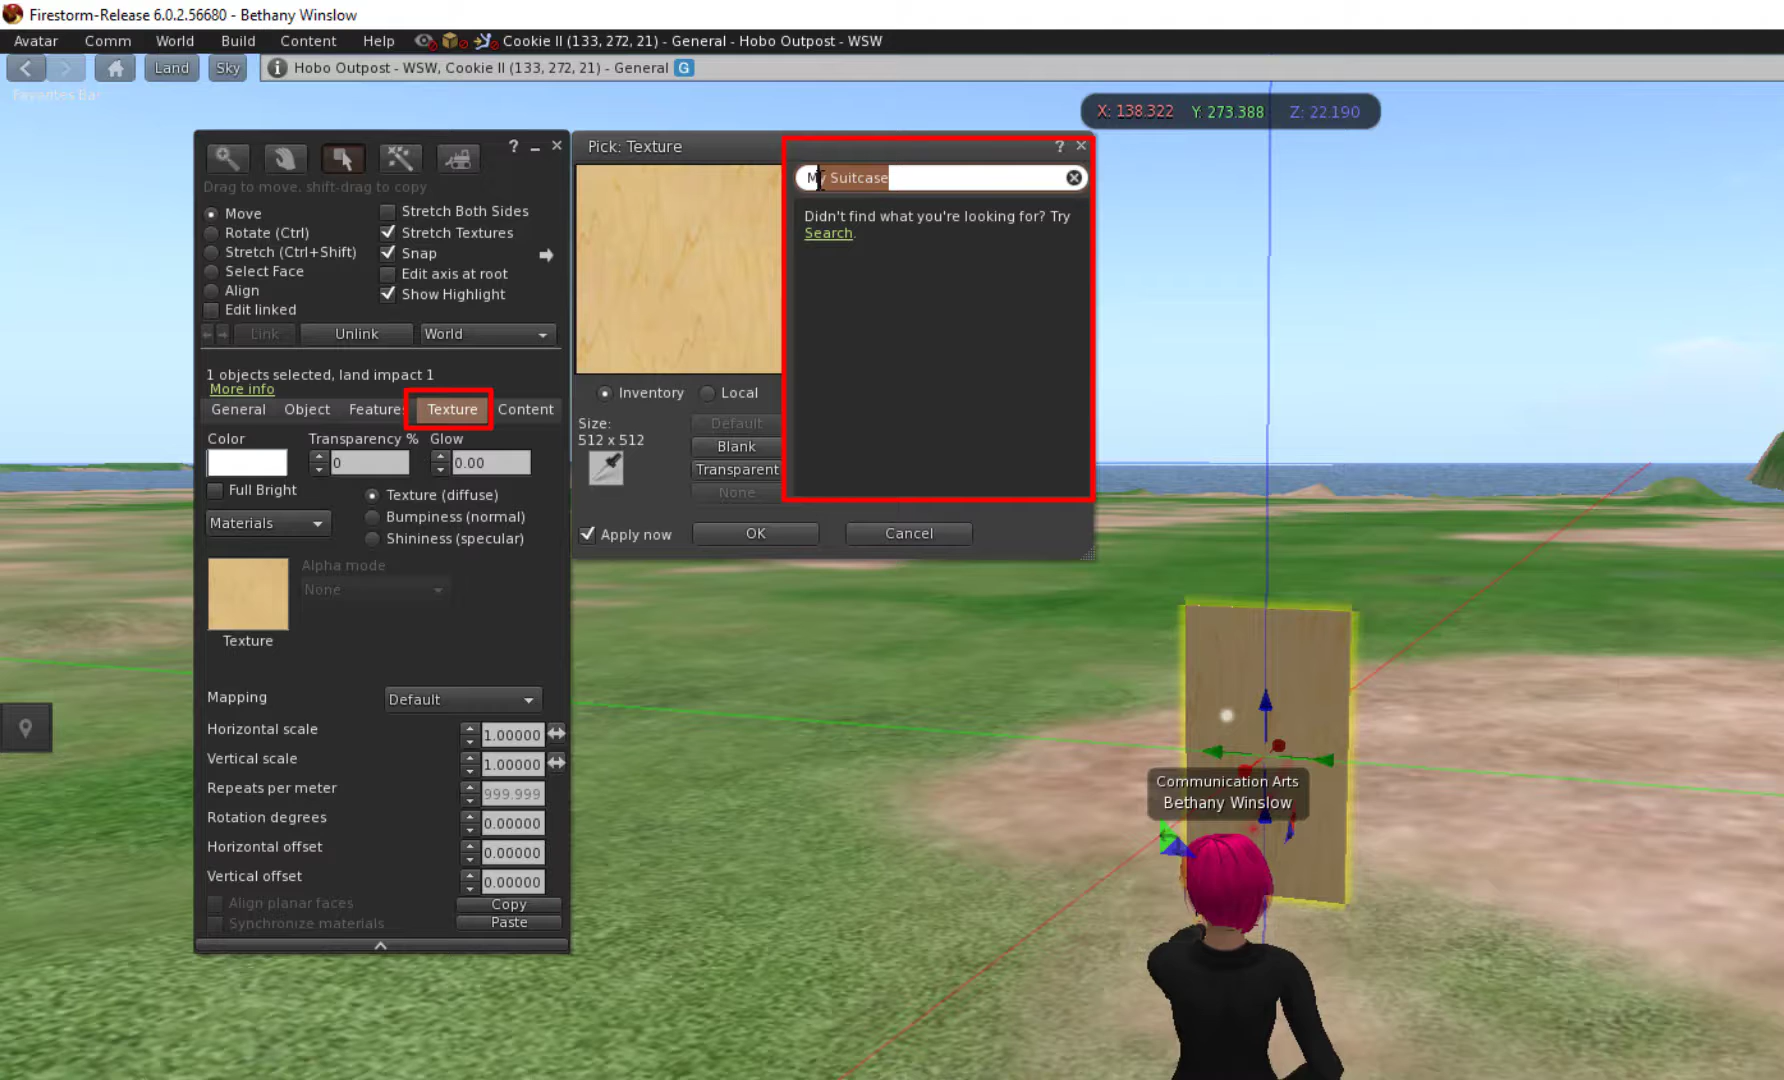 Firestorm-Release 6.0.2.56680 - Bethany Winslow
Avatar Comm World Build Content Help Cookie II (133, 272, 21) - General - Hobo Outpost - WSW
Land Sky Hobo Outpost - WSW, Cookie II (133, 272, 21) - General G
Favorites Ba
X: 138.322 Y: 273.388 Z: 22.190
Drag to move, shift-drag to copy
Move
Rotate (Ctrl)
Stretch (Ctrl+Shift)
Select Face
Align
Edit linked
Stretch Both Sides
Stretch Textures
Snap
Edit axis at root
Show Highlight
Link Unlink World
1 objects selected, land impact 1
More info
General Object Features Texture Content
Color Transparency % Glow
0 0.00
Full Bright
Materials
Texture (diffuse)
Bumpiness (normal)
Shininess (specular)
Alpha mode
None
Texture
Mapping Default
Horizontal scale 1.00000
Vertical scale 1.00000
Repeats per meter 999.999
Rotation degrees 0.00000
Horizontal offset 0.00000
Vertical offset 0.00000
Align planar faces Copy
Synchronize materials Paste
Pick: Texture
My Suitcase
Didn't find what you're looking for? Try
Search.
Inventory Local
Size:
512 x 512
Default
Blank
Transparent
None
Apply now OK Cancel
Communication Arts
Bethany Winslow